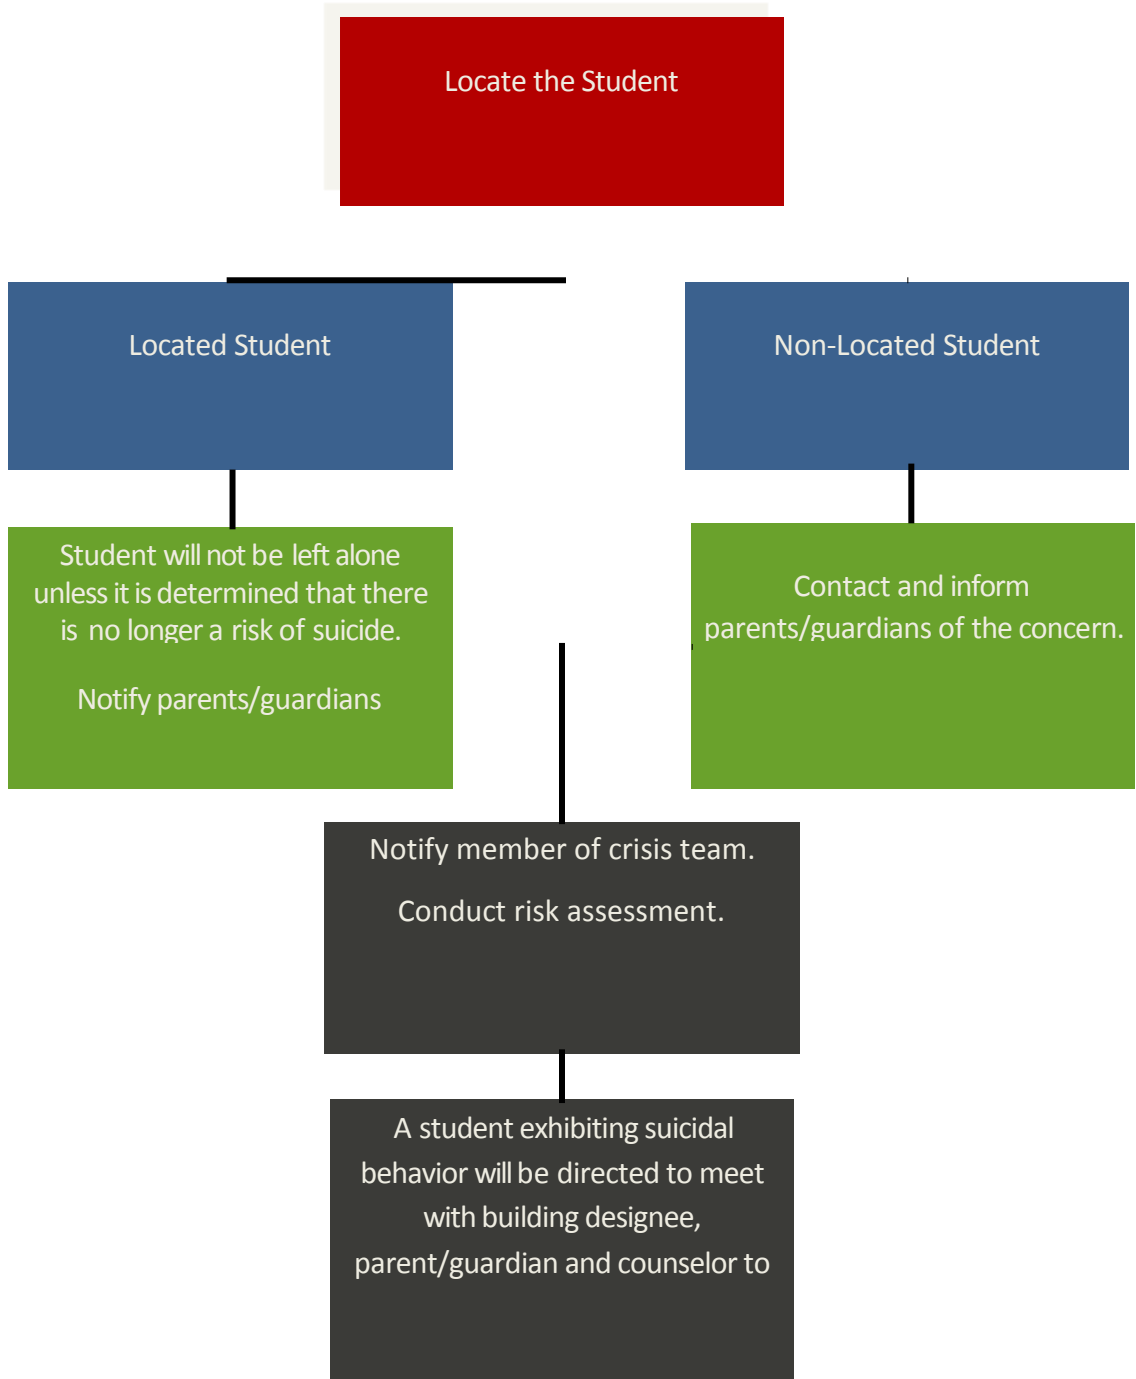 Locate the Student
Located Student
Non-Located Student
Student will not be left alone
unless it is determined that there
is no longer a risk of suicide.
Notify parents/guardians
Contact and inform
parents/guardians of the concern.
Notify member of crisis team.
Conduct risk assessment.
A student exhibiting suicidal
behavior will be directed to meet
with building designee,
parent/guardian and counselor to